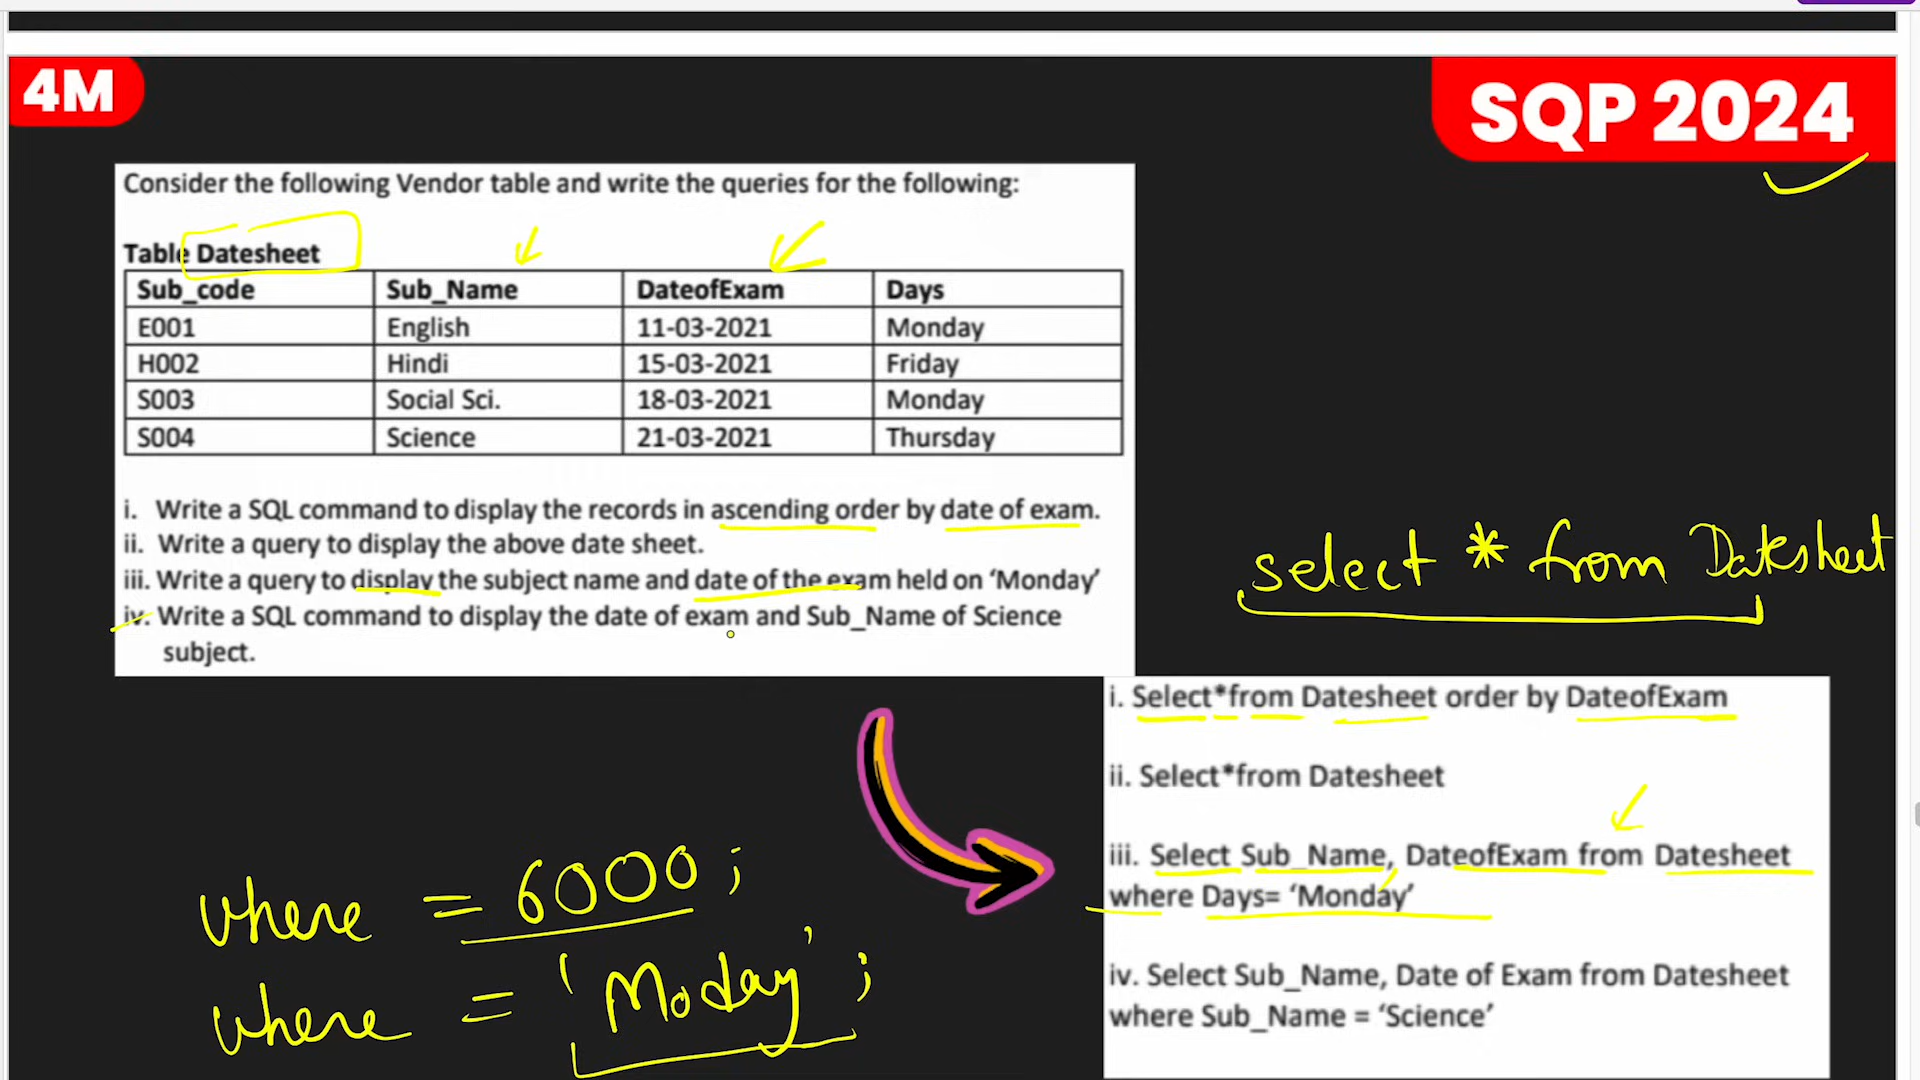 4M
SQP 2024
Consider the following Vendor table and write the queries for the following:
Table Datesheet
Sub_code Sub_Name DateofExam Days
E001 English 11-03-2021 Monday
H002 Hindi 15-03-2021 Friday
S003 Social Sci. 18-03-2021 Monday
S004 Science 21-03-2021 Thursday
i. Write a SQL command to display the records in ascending order by date of exam.
ii. Write a query to display the above date sheet.
iii. Write a query to display the subject name and date of the exam held on ‘Monday’
iv. Write a SQL command to display the date of exam and Sub_Name of Science
subject.
select * from Datesheet
i. Select*from Datesheet order by DateofExam
ii. Select*from Datesheet
iii. Select Sub_Name, DateofExam from Datesheet
where Days= ‘Monday’
iv. Select Sub_Name, Date of Exam from Datesheet
where Sub_Name = ‘Science’
where = 6000;
where = 'Moday';